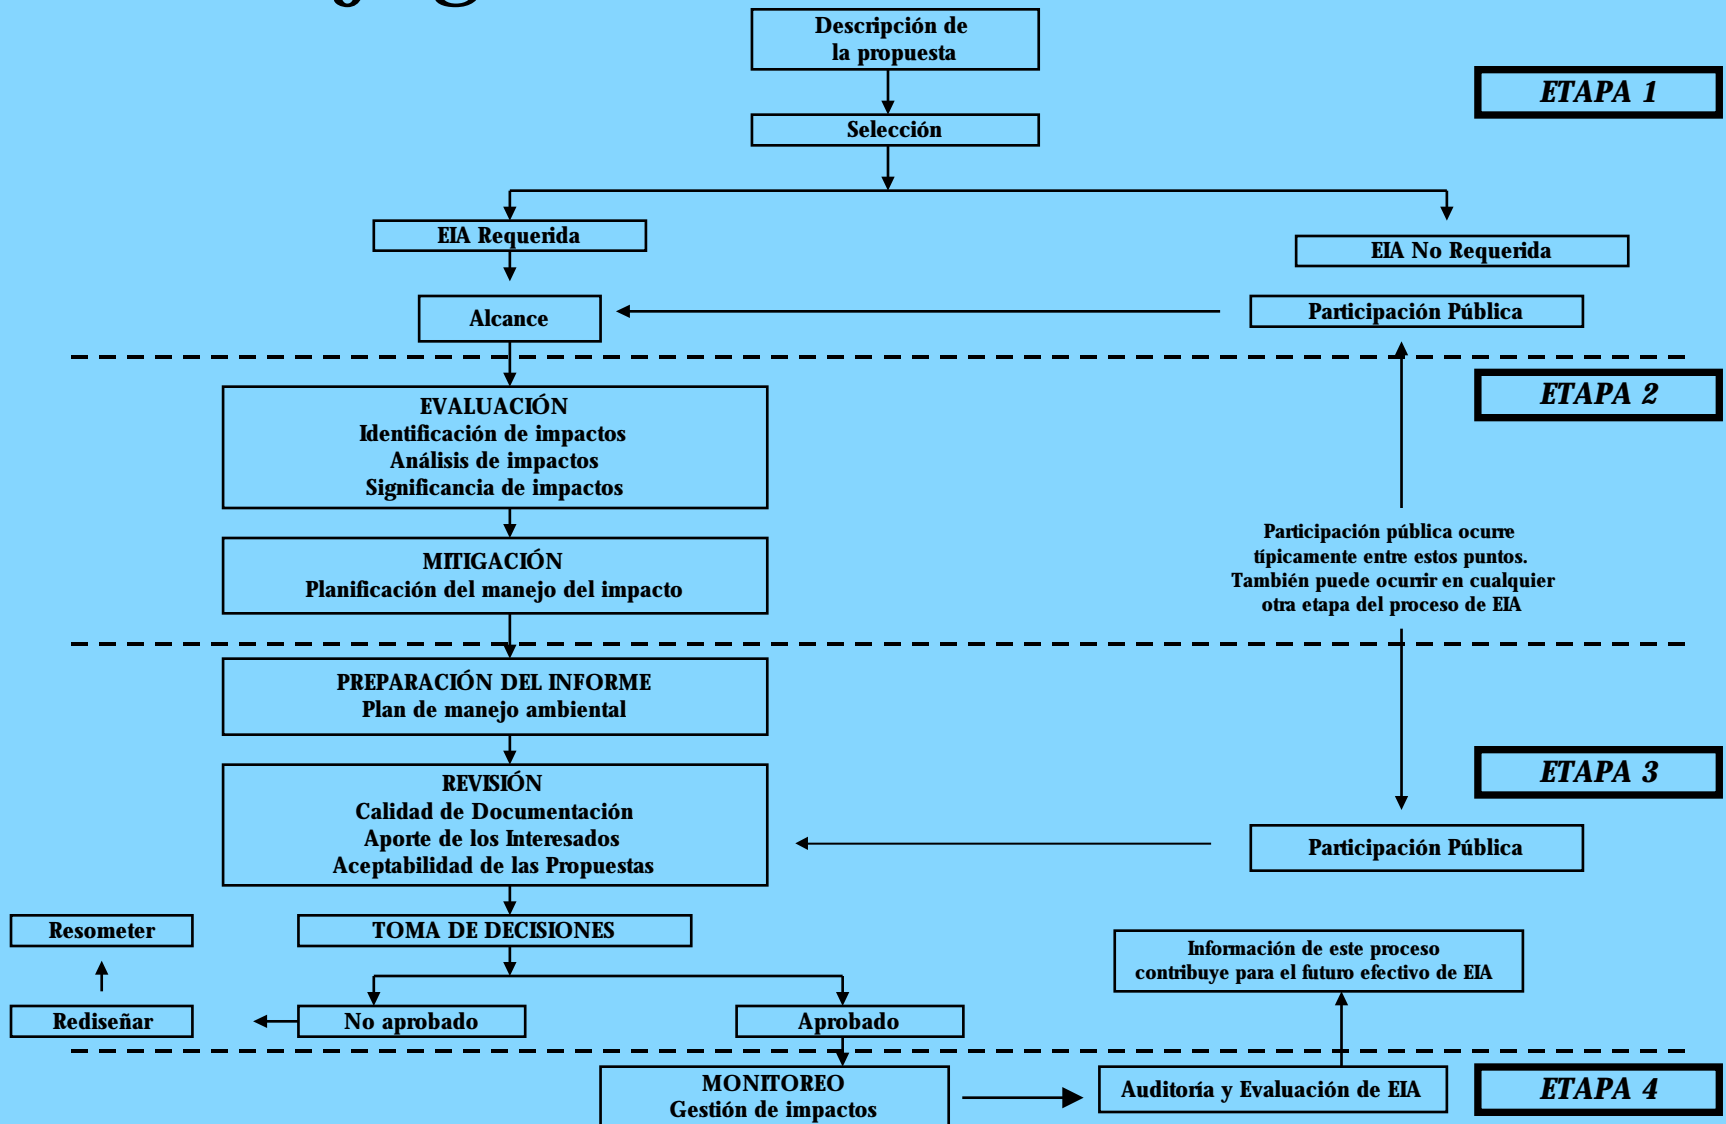 Descripción de
la propuesta
ETAPA 1
Selección
EIA Requerida
EIA No Requerida
Alcance
Participación Pública
ETAPA 2
EVALUACIÓN
Identificación de impactos
Análisis de impactos
Significancia de impactos
MITIGACIÓN
Planificación del manejo del impacto
Participación pública ocurre
típicamente entre estos puntos.
También puede ocurrir en cualquier
otra etapa del proceso de EIA
PREPARACIÓN DEL INFORME
Plan de manejo ambiental
ETAPA 3
REVISIÓN
Calidad de Documentación
Aporte de los Interesados
Aceptabilidad de las Propuestas
Participación Pública
Resometer
TOMA DE DECISIONES
Información de este proceso
contribuye para el futuro efectivo de EIA
Rediseñar
No aprobado
Aprobado
MONITOREO
Gestión de impactos
Auditoría y Evaluación de EIA
ETAPA 4